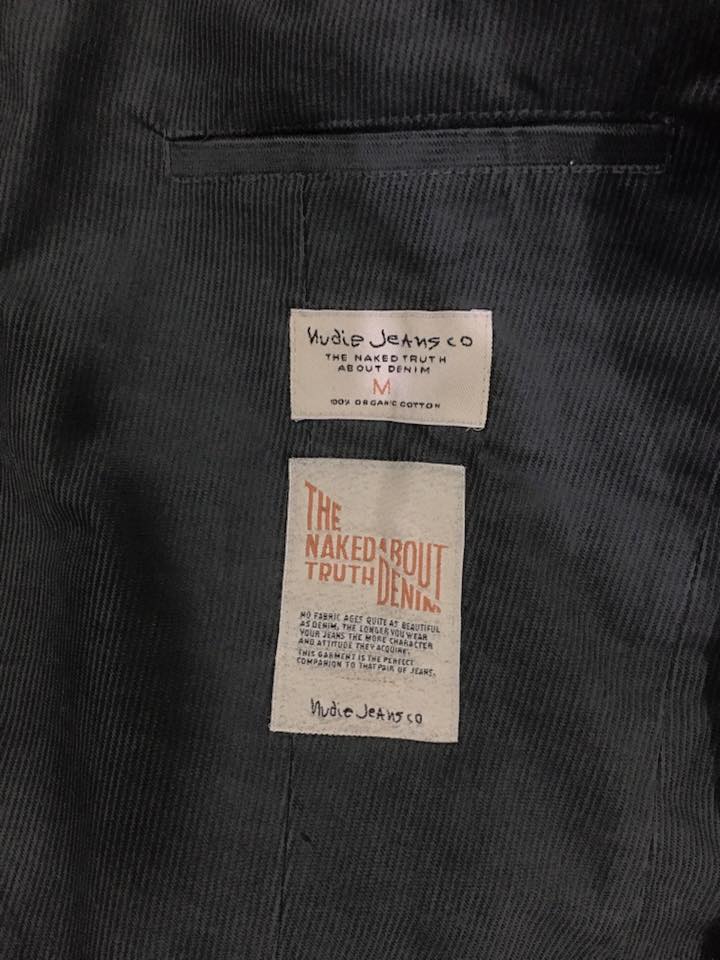 Nudie Jeans co
THE NAKED TRUTH
ABOUT DENIM
M
100% ORGANIC COTTON
THE
NAKED ABOUT
TRUTH DENIM
NO FABRIC AGES QUITE AS BEAUTIFUL
AS DENIM, THE LONGER YOU WEAR
YOUR JEANS THE MORE CHARACTER
AND ATTITUDE THEY ACQUIRE.
THIS GARMENT IS THE PERFECT
COMPANION TO THAT PAIR OF JEANS.
Nudie Jeans co